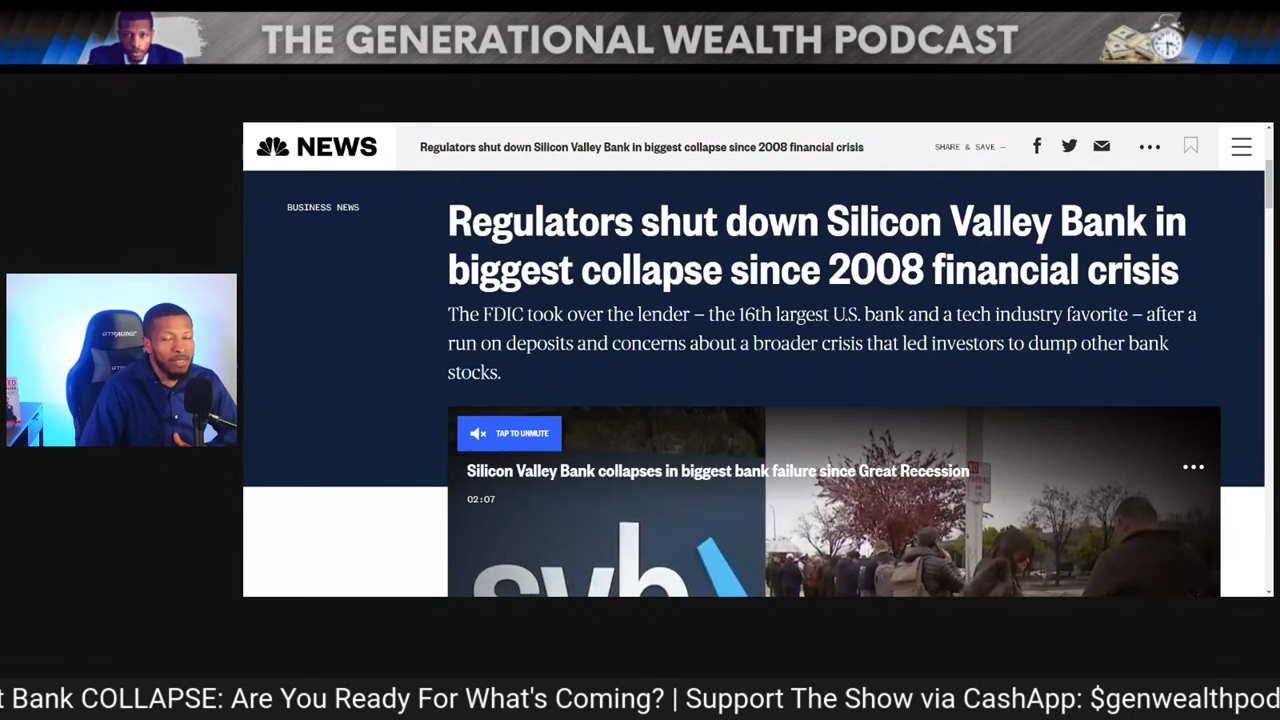 THE GENERATIONAL WEALTH PODCAST
NEWS
Regulators shut down Silicon Valley Bank in biggest collapse since 2008 financial crisis
SHARE & SAVE —
BUSINESS NEWS
Regulators shut down Silicon Valley Bank in
biggest collapse since 2008 financial crisis
The FDIC took over the lender — the 16th largest U.S. bank and a tech industry favorite — after a
run on deposits and concerns about a broader crisis that led investors to dump other bank
stocks.
TAP TO UNMUTE
Silicon Valley Bank collapses in biggest bank failure since Great Recession
02:07
svb
GTRACING
t Bank COLLAPSE: Are You Ready For What's Coming? | Support The Show via CashApp: $genwealthpod